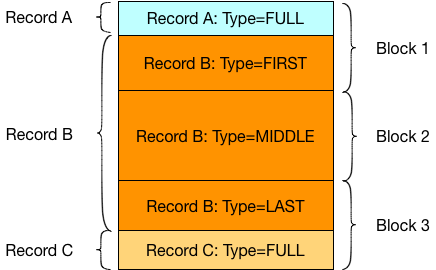 Record A
Record A: Type=FULL
Block 1
Record B: Type=FIRST
Record B
Record B: Type=MIDDLE
Block 2
Record B: Type=LAST
Block 3
Record C
Record C: Type=FULL